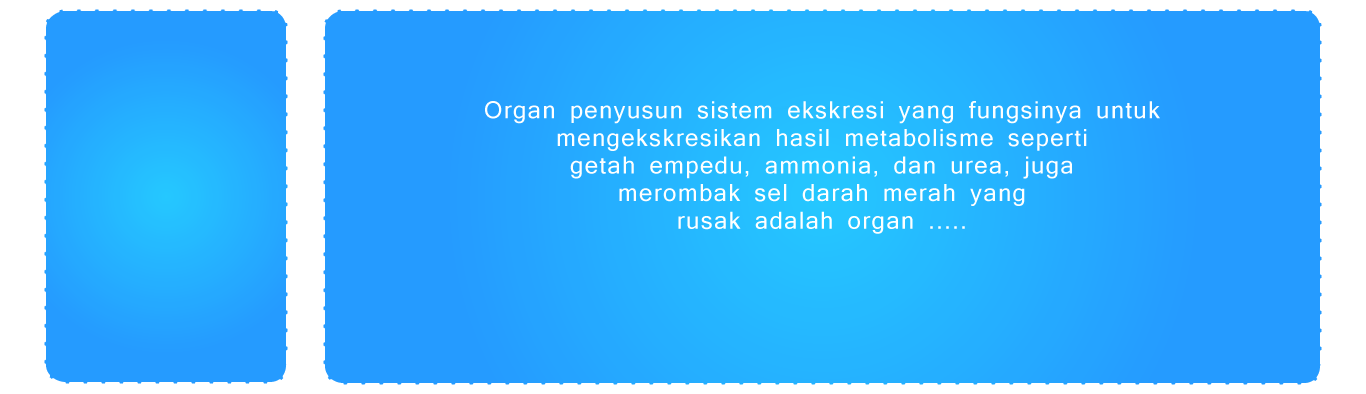 Organ penyusun sistem ekskresi yang fungsinya untuk
mengekskresikan hasil metabolisme seperti
getah empedu, ammonia, dan urea, juga
merombak sel darah merah yang
rusak adalah organ .....